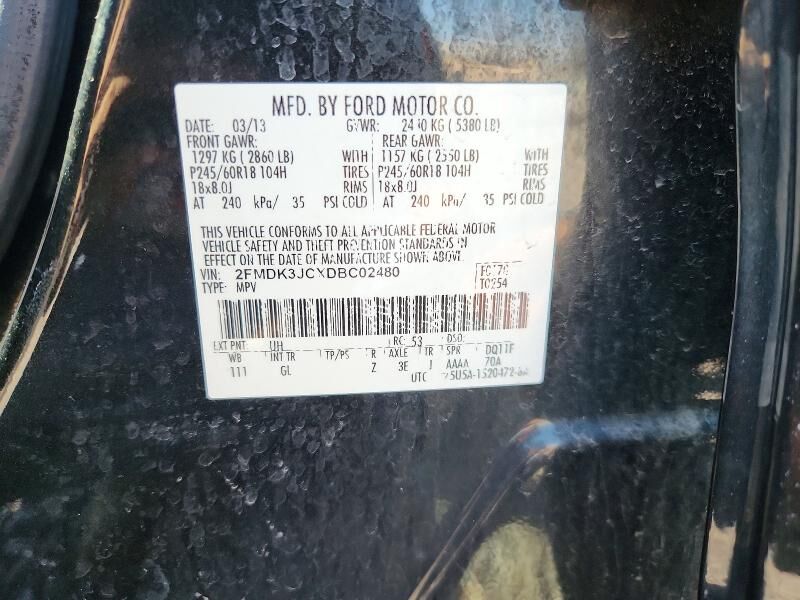 MFD. BY FORD MOTOR CO.
DATE: 03/13 GVWR: 2440 KG ( 5380 LB)
FRONT GAWR: REAR GAWR:
1297 KG ( 2860 LB) WITH 1157 KG ( 2550 LB) WITH
P245/60R18 104H TIRES P245/60R18 104H TIRES
18x8.0J RIMS 18x8.0J RIMS
AT 240 kPa/ 35 PSI COLD AT 240 kPa/ 35 PSI COLD
THIS VEHICLE CONFORMS TO ALL APPLICABLE FEDERAL MOTOR
VEHICLE SAFETY AND THEFT PREVENTION STANDARDS IN
EFFECT ON THE DATE OF MANUFACTURE SHOWN ABOVE.
VIN: 2FMDK3JCXDBC02480
TYPE: MPV T0254
EXT PNT: UH RC: 53 DSO:
WB INT TR TP/PS R AXLE TR SPR DQ11F
111 GL Z 3E J AAAA 70A
UTC